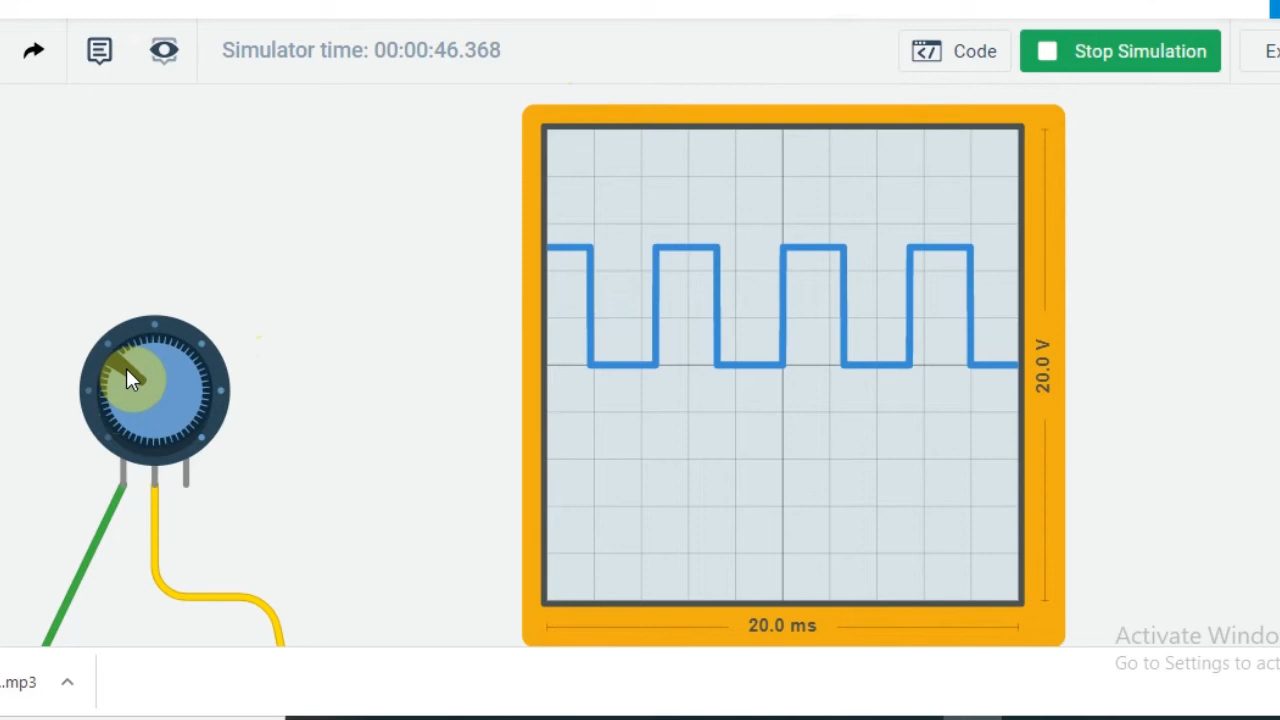 Simulator time: 00:00:46.368
Code
Stop Simulation
Ex
20.0 V
20.0 ms
Activate Windo
Go to Settings to act
..mp3